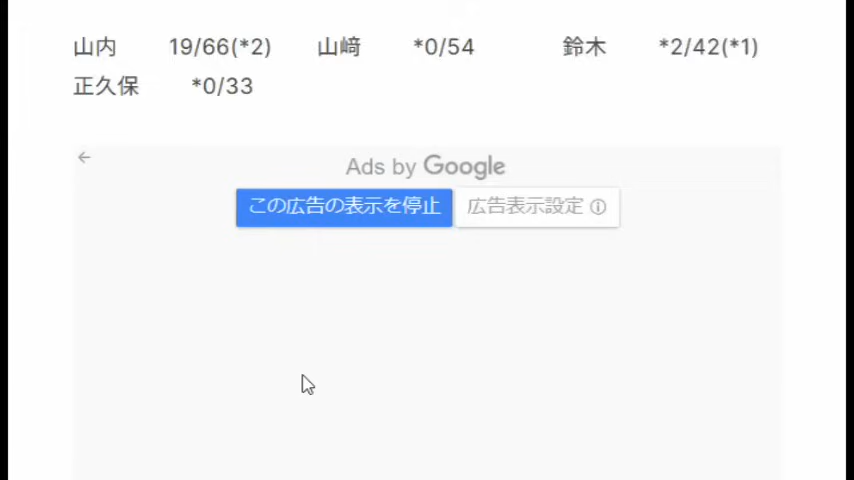 山内 19/66(*2) 山﨑 *0/54 鈴木 *2/42(*1)
正久保 *0/33
Ads by Google
この広告の表示を停止 広告表示設定